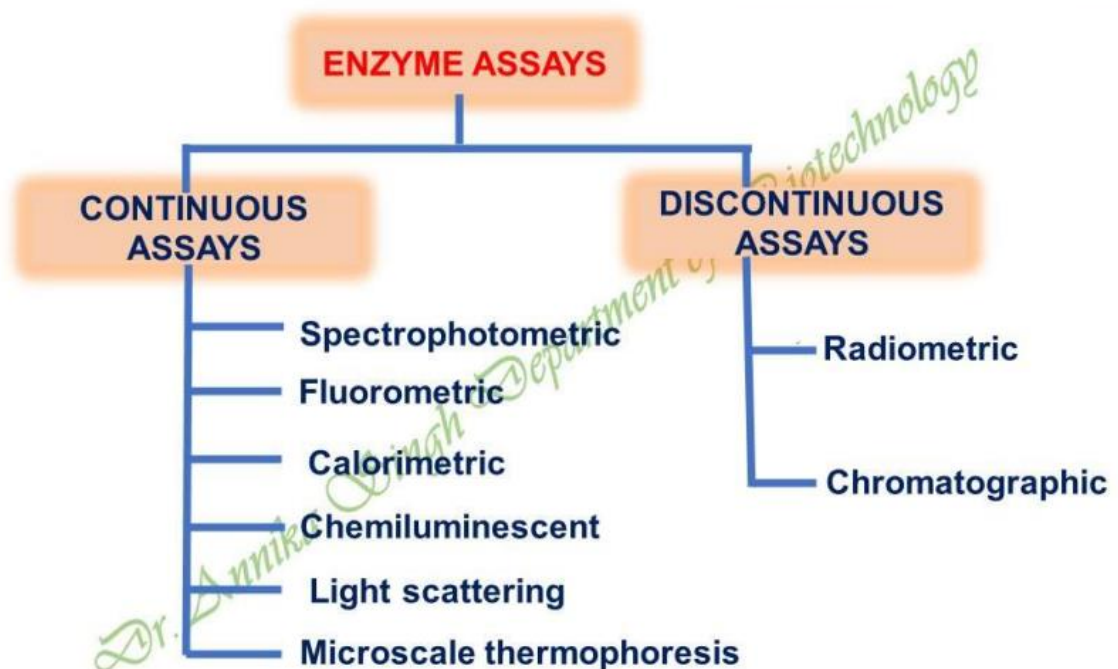 ENZYME ASSAYS
CONTINUOUS
ASSAYS
DISCONTINUOUS
ASSAYS
Spectrophotometric
Fluorometric
Calorimetric
Chemiluminescent
Light scattering
Microscale thermophoresis
Radiometric
Chromatographic
Dr. Annika Singh Department of Biotechnology